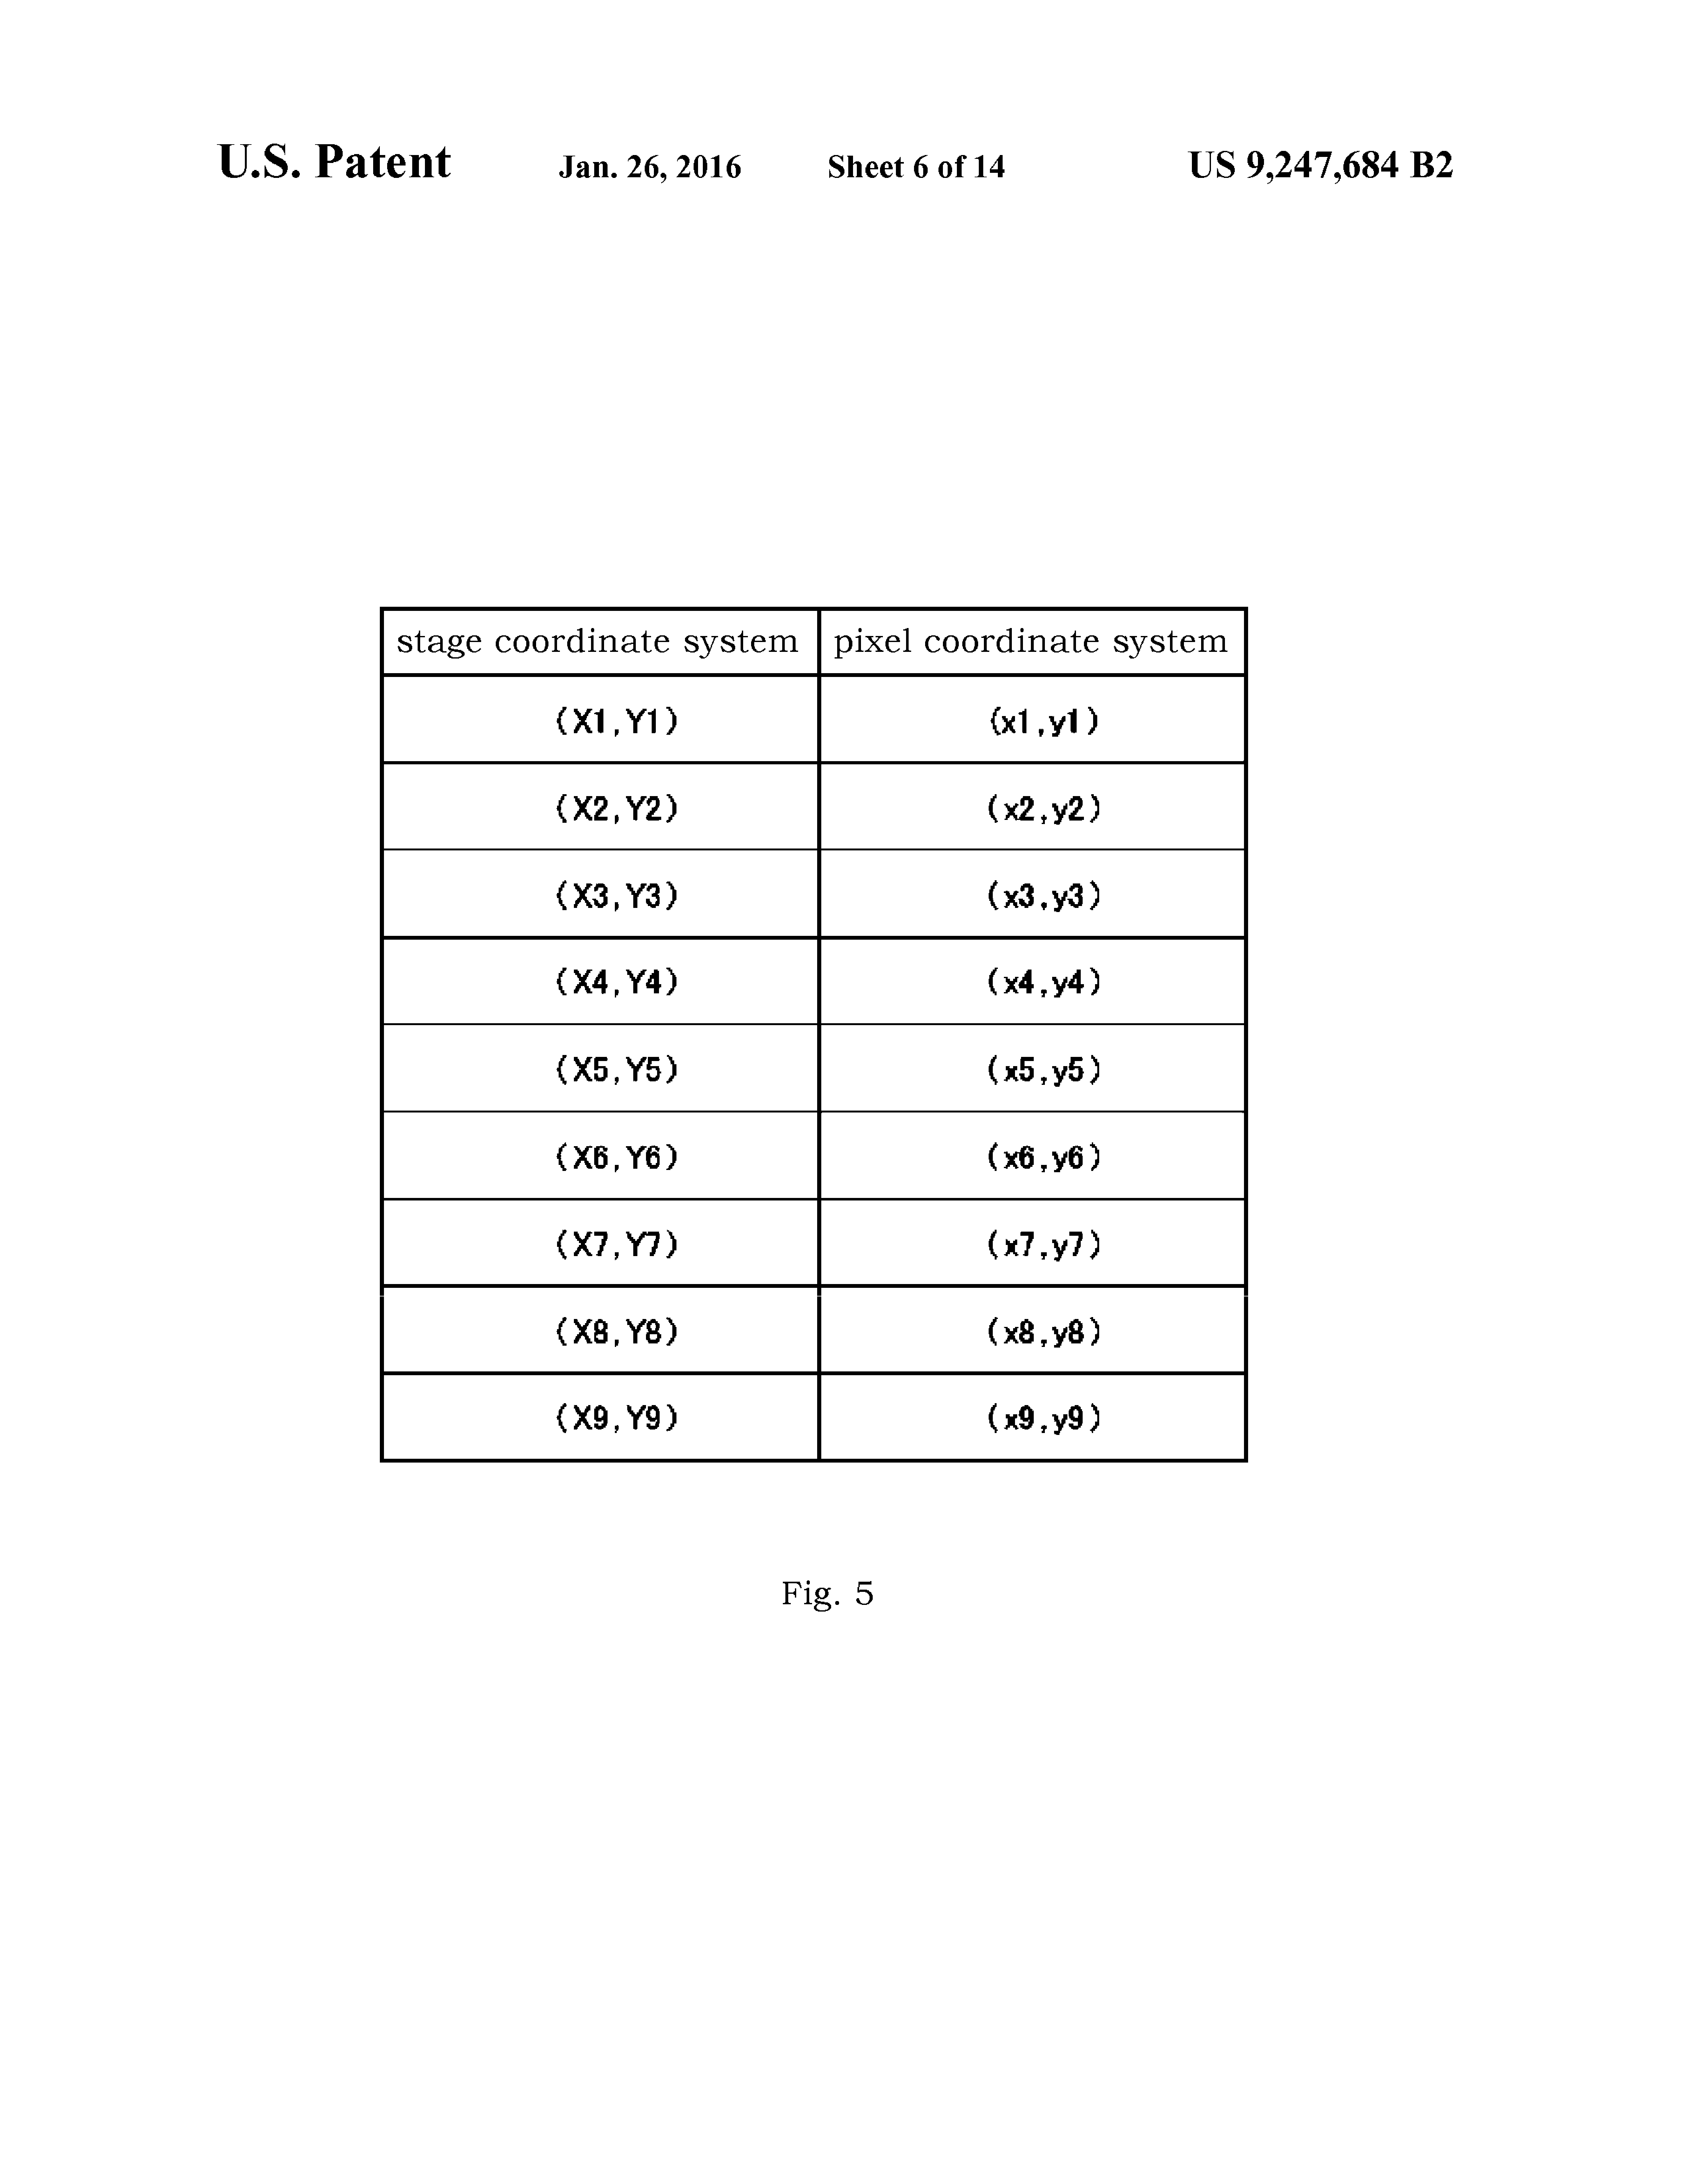 U.S. Patent Jan. 26, 2016 Sheet 6 of 14 US 9,247,684 B2
stage coordinate system pixel coordinate system
(X1,Y1) (x1,y1)
(X2,Y2) (x2,y2)
(X3,Y3) (x3,y3)
(X4,Y4) (x4,y4)
(X5,Y5) (x5,y5)
(X6,Y6) (x6,y6)
(X7,Y7) (x7,y7)
(X8,Y8) (x8,y8)
(X9,Y9) (x9,y9)
Fig. 5